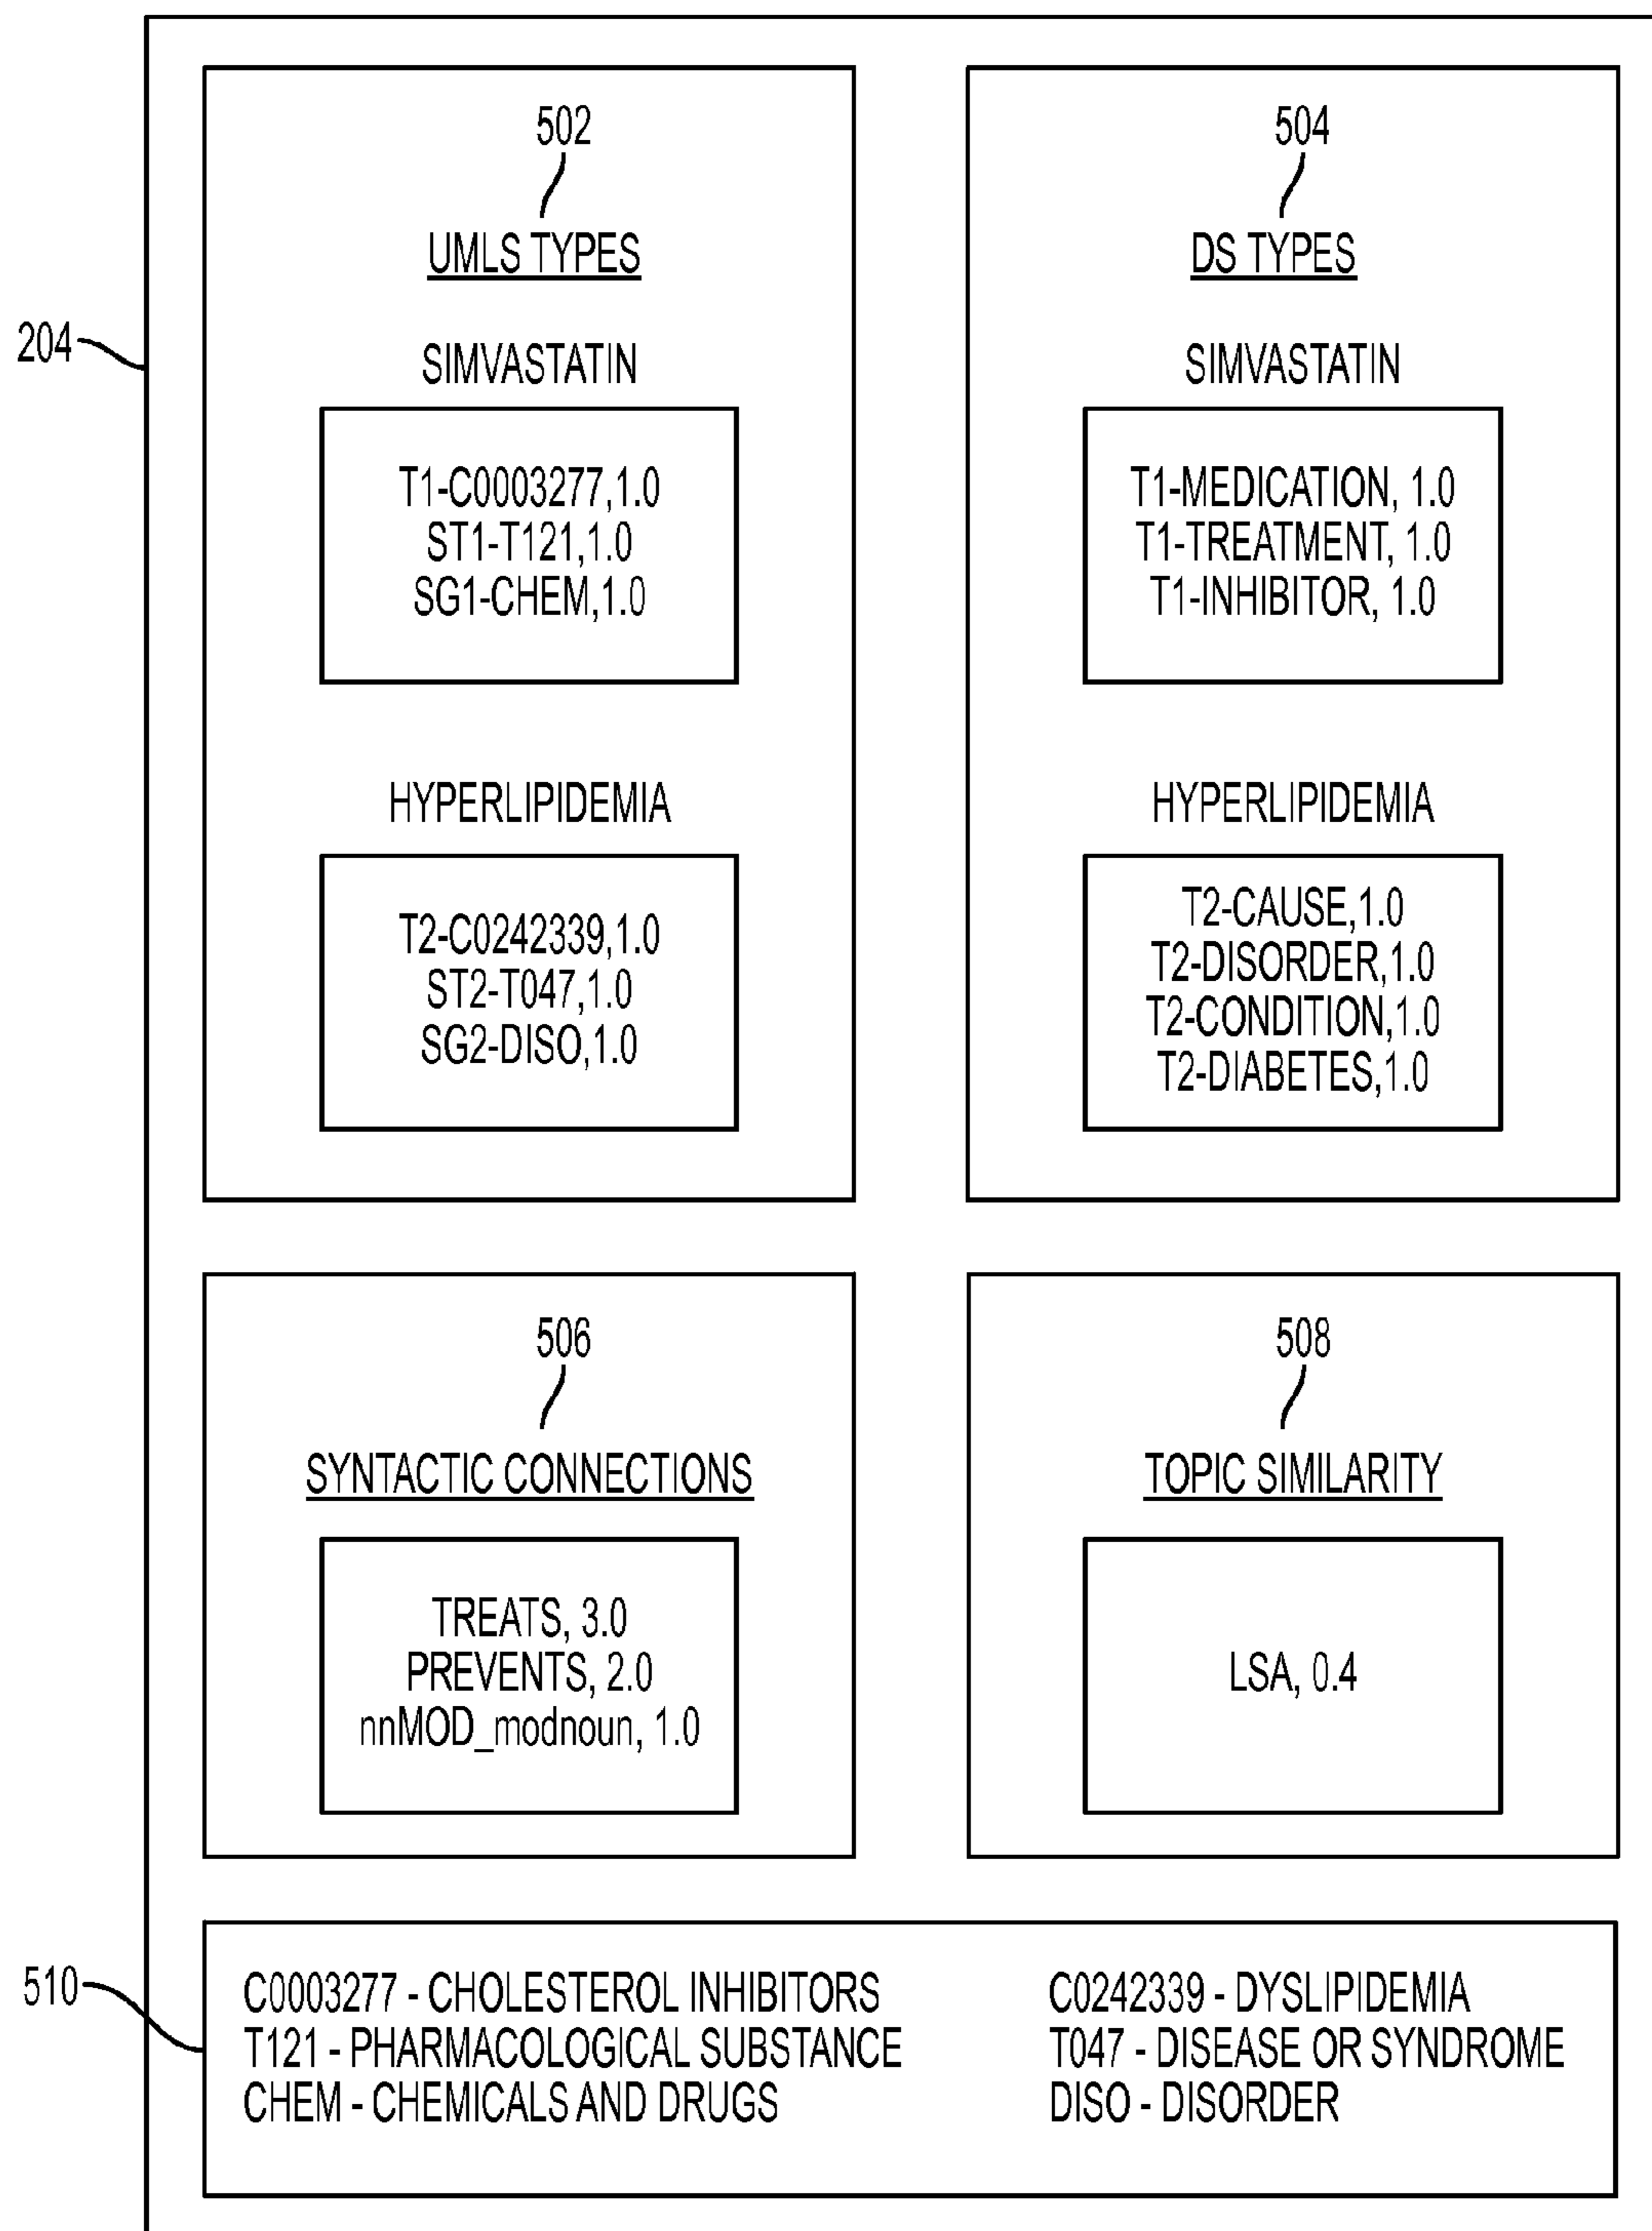 204
502
UMLS TYPES
SIMVASTATIN
T1-C0003277,1.0
ST1-T121,1.0
SG1-CHEM,1.0
HYPERLIPIDEMIA
T2-C0242339,1.0
ST2-T047,1.0
SG2-DISO,1.0
504
DS TYPES
SIMVASTATIN
T1-MEDICATION, 1.0
T1-TREATMENT, 1.0
T1-INHIBITOR, 1.0
HYPERLIPIDEMIA
T2-CAUSE,1.0
T2-DISORDER,1.0
T2-CONDITION,1.0
T2-DIABETES,1.0
506
SYNTACTIC CONNECTIONS
TREATS, 3.0
PREVENTS, 2.0
nnMOD_modnoun, 1.0
508
TOPIC SIMILARITY
LSA, 0.4
510
C0003277 - CHOLESTEROL INHIBITORS
T121 - PHARMACOLOGICAL SUBSTANCE
CHEM - CHEMICALS AND DRUGS
C0242339 - DYSLIPIDEMIA
T047 - DISEASE OR SYNDROME
DISO - DISORDER